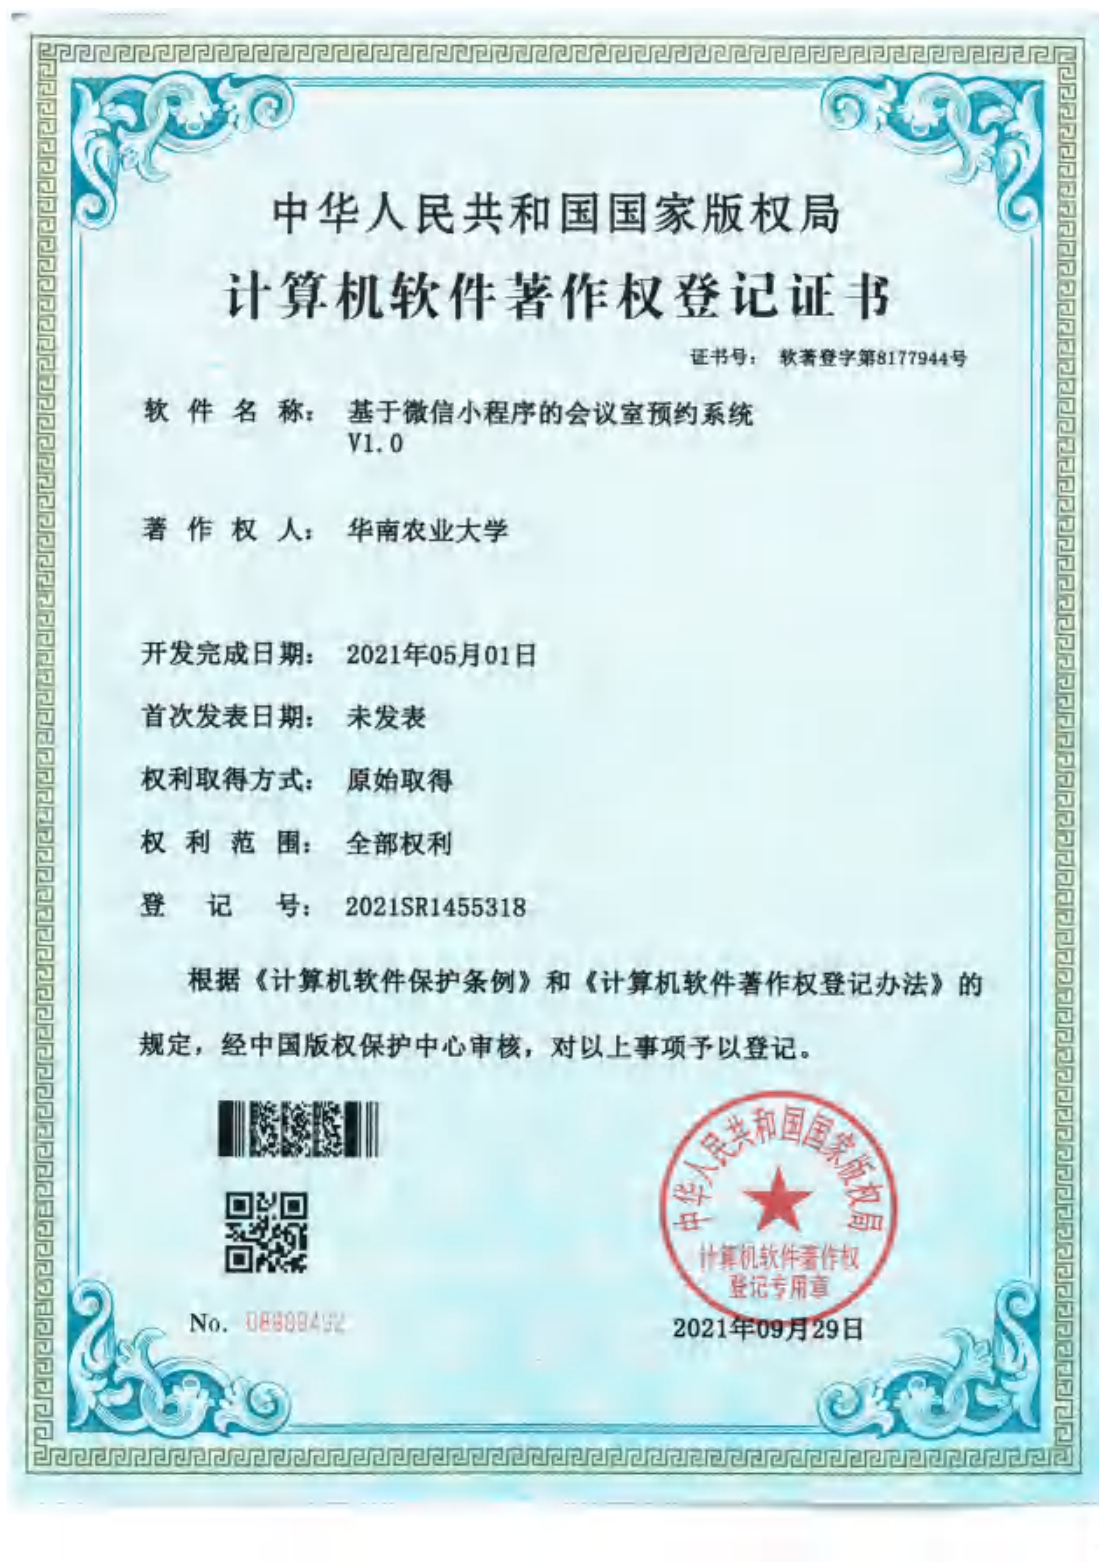 中华人民共和国国家版权局
计算机软件著作权登记证书
证书号： 软著登字第8177944号
软件名称： 基于微信小程序的会议室预约系统
V1.0
著作权人： 华南农业大学
开发完成日期： 2021年05月01日
首次发表日期： 未发表
权利取得方式： 原始取得
权利范围： 全部权利
登记号： 2021SR1455318
根据《计算机软件保护条例》和《计算机软件著作权登记办法》的
规定，经中国版权保护中心审核，对以上事项予以登记。
中华人民共和国国家版权局
计算机软件著作权
登记专用章
No.
2021年09月29日